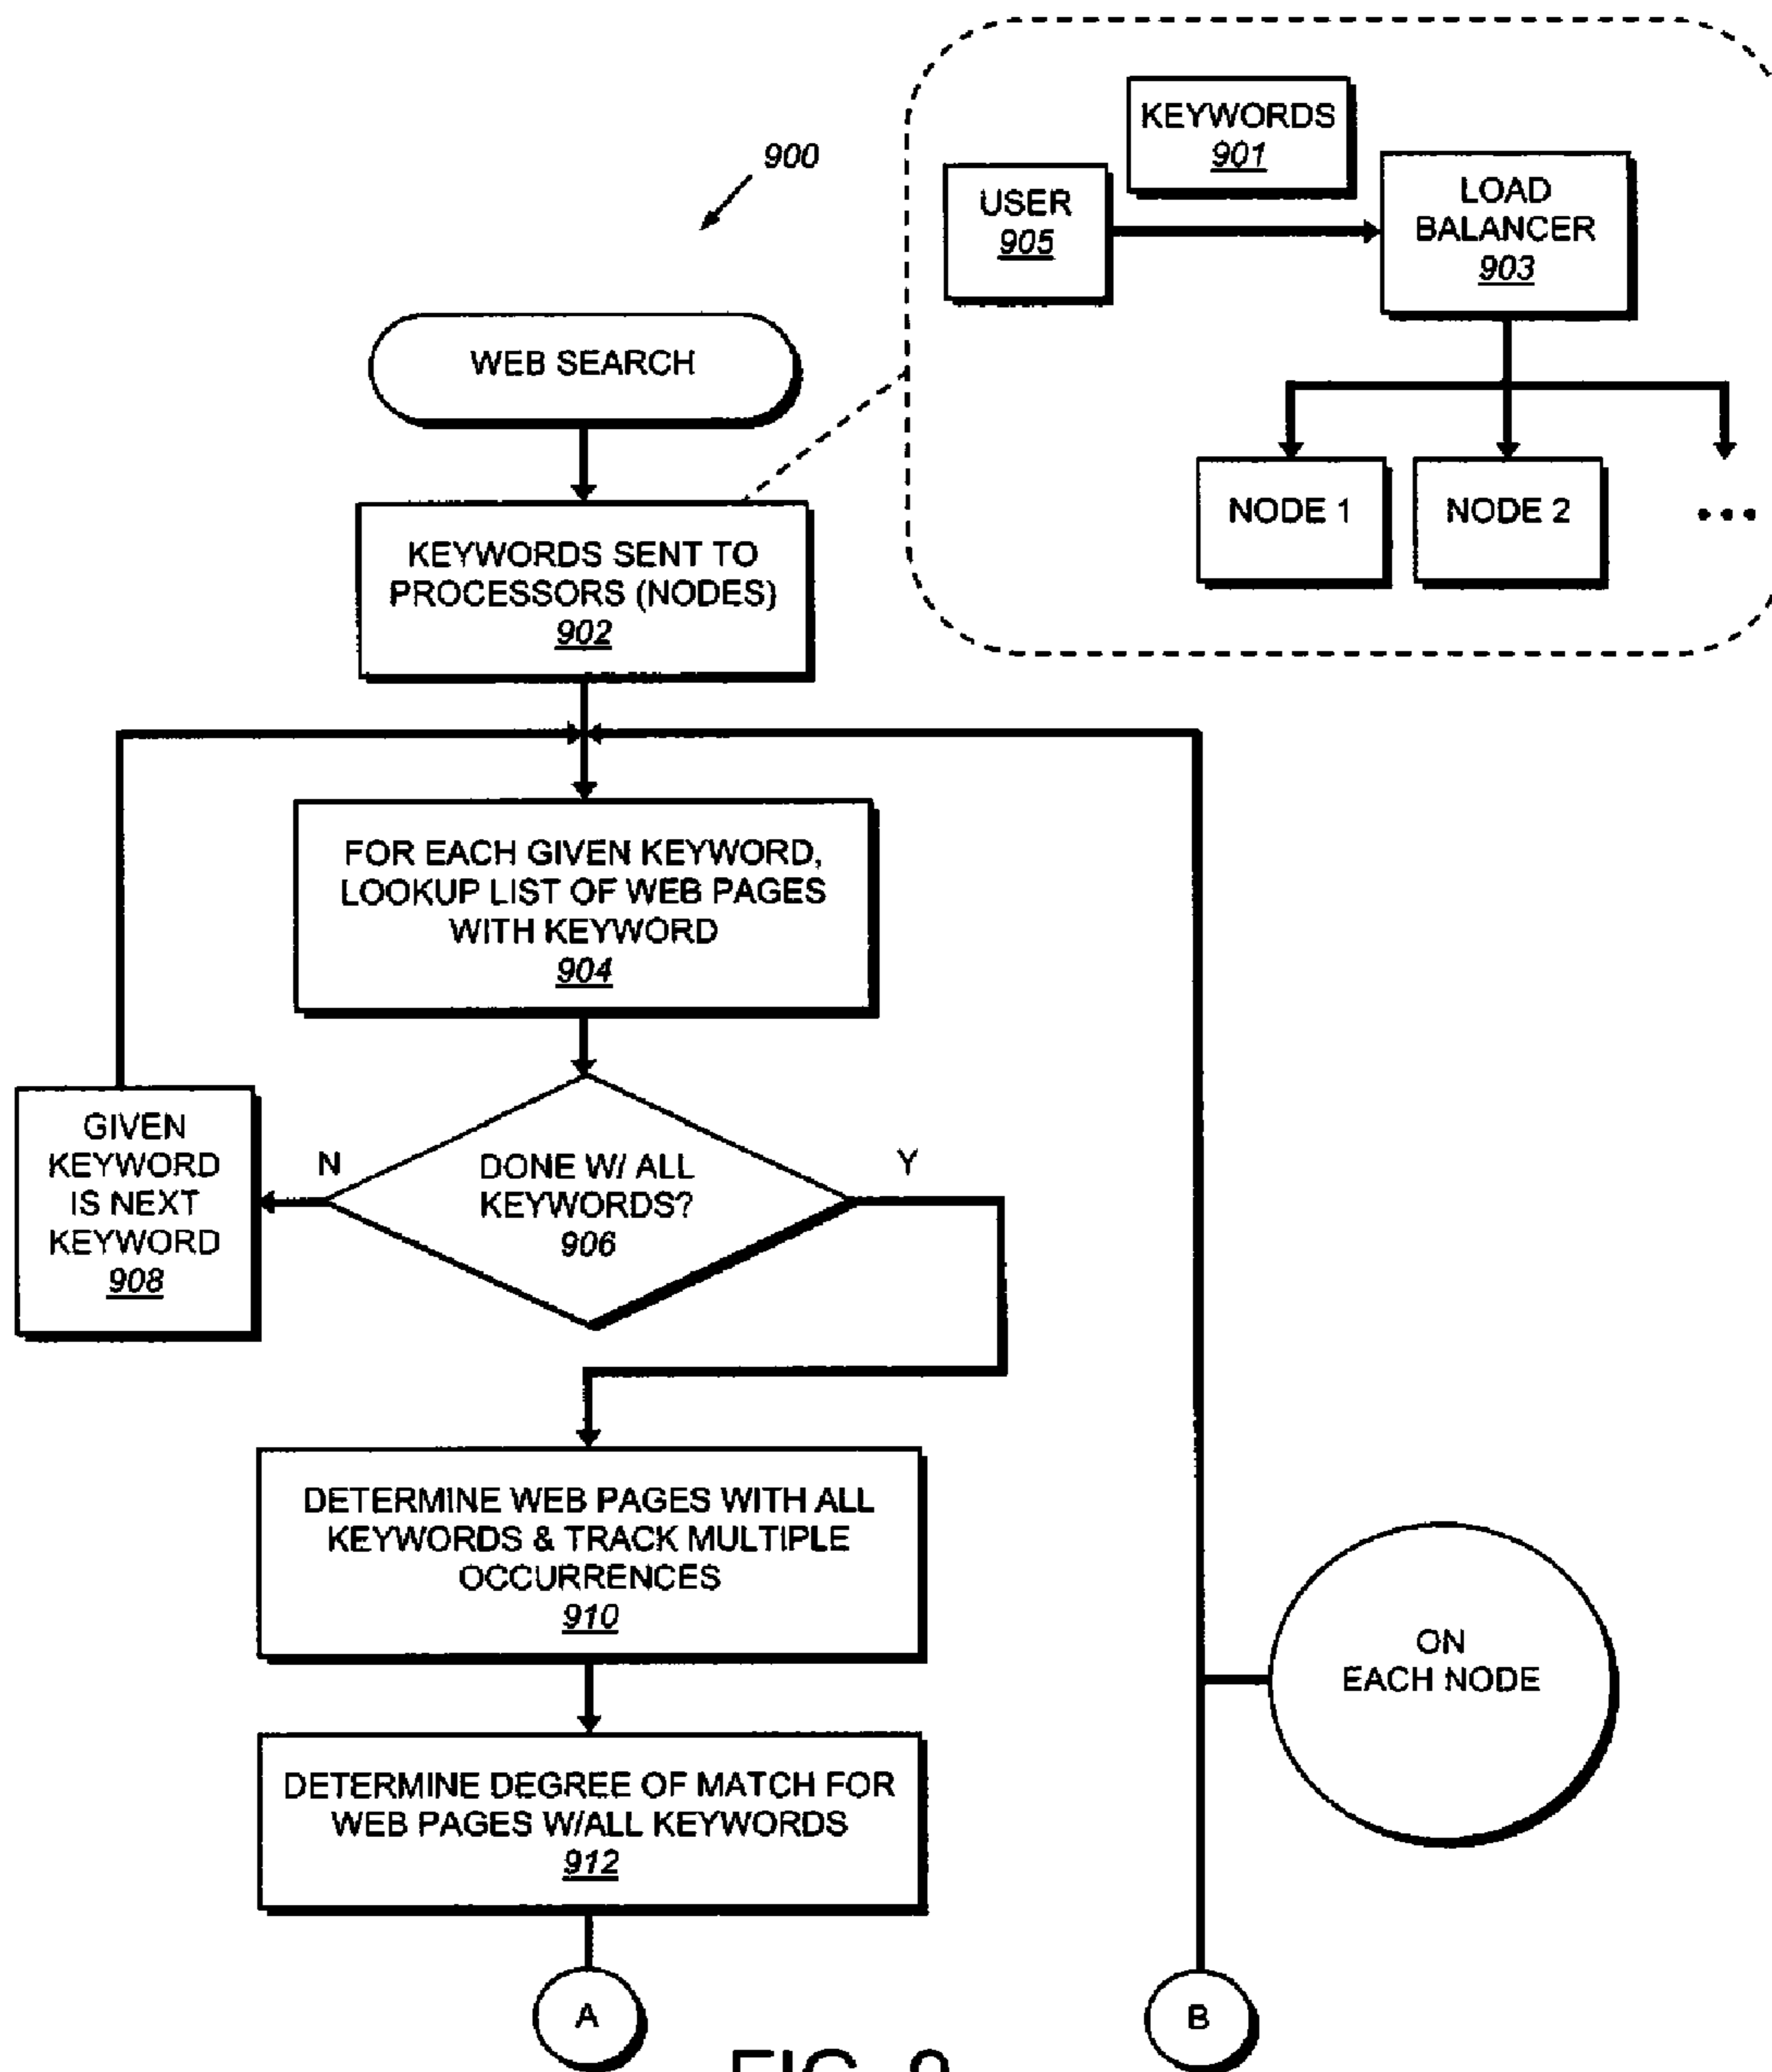 900
KEYWORDS
901
USER
905
LOAD
BALANCER
903
NODE 1
NODE 2
...
WEB SEARCH
KEYWORDS SENT TO
PROCESSORS (NODES)
902
FOR EACH GIVEN KEYWORD,
LOOKUP LIST OF WEB PAGES
WITH KEYWORD
904
GIVEN
KEYWORD
IS NEXT
KEYWORD
908
N
DONE W/ ALL
KEYWORDS?
906
Y
DETERMINE WEB PAGES WITH ALL
KEYWORDS & TRACK MULTIPLE
OCCURRENCES
910
ON
EACH NODE
DETERMINE DEGREE OF MATCH FOR
WEB PAGES W/ALL KEYWORDS
912
A
B